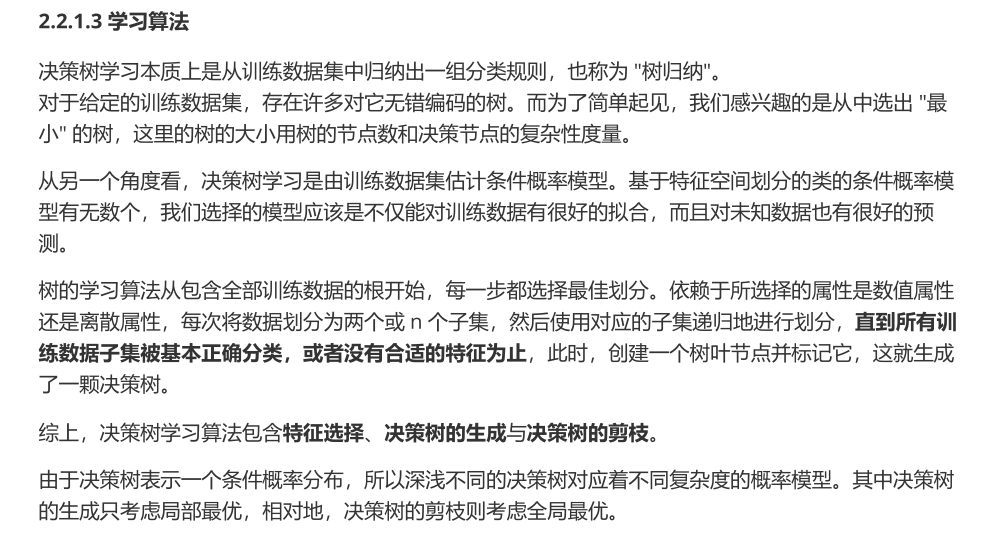 2.2.1.3 学习算法
决策树学习本质上是从训练数据集中归纳出一组分类规则，也称为 "树归纳"。
对于给定的训练数据集，存在许多对它无错编码的树。而为了简单起见，我们感兴趣的是从中选出 "最
小" 的树，这里的树的大小用树的节点数和决策节点的复杂性度量。
从另一个角度看，决策树学习是由训练数据集估计条件概率模型。基于特征空间划分的类的条件概率模
型有无数个，我们选择的模型应该是不仅能对训练数据有很好的拟合，而且对未知数据也有很好的预
测。
树的学习算法从包含全部训练数据的根开始，每一步都选择最佳划分。依赖于所选择的属性是数值属性
还是离散属性，每次将数据划分为两个或 n 个子集，然后使用对应的子集递归地进行划分，直到所有训
练数据子集被基本正确分类，或者没有合适的特征为止，此时，创建一个树叶节点并标记它，这就生成
了一颗决策树。
综上，决策树学习算法包含特征选择、决策树的生成与决策树的剪枝。
由于决策树表示一个条件概率分布，所以深浅不同的决策树对应着不同复杂度的概率模型。其中决策树
的生成只考虑局部最优，相对地，决策树的剪枝则考虑全局最优。